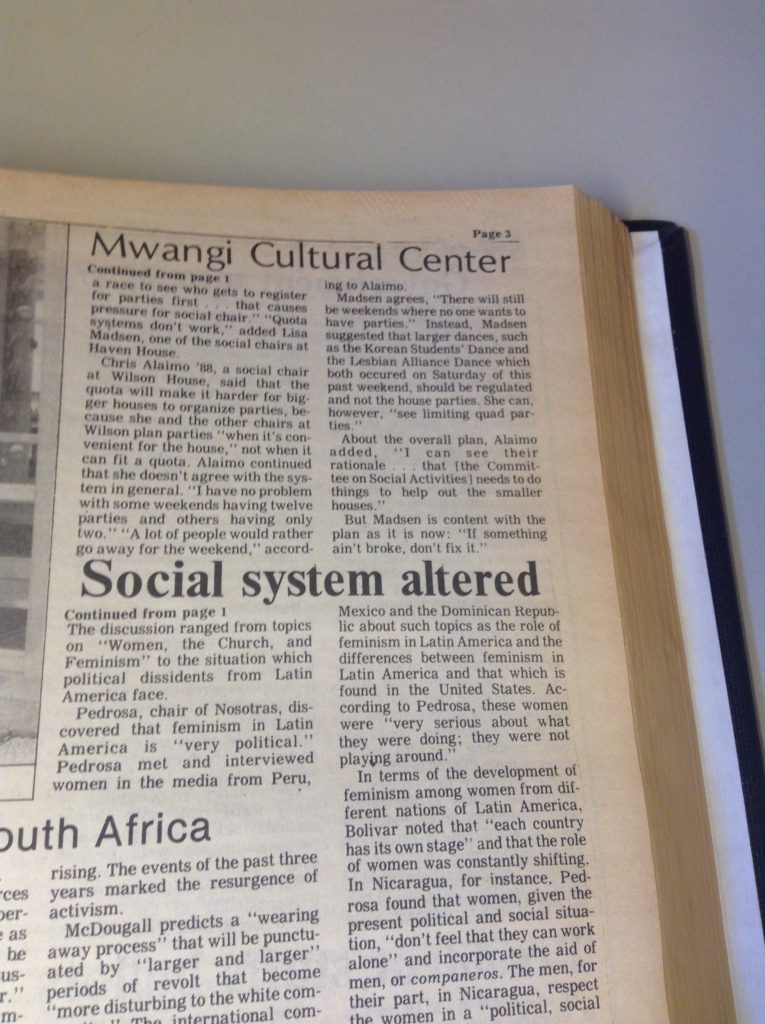 Page 3
Mwangi Cultural Center
Continued from page 1
a race to see who gets to register
for parties first . . . that causes
pressure for social chair." "Quota
systems don't work," added Lisa
Madsen, one of the social chairs at
Haven House.
Chris Alaimo '88, a social chair
at Wilson House, said that the
quota will make it harder for big-
ger houses to organize parties, be-
cause she and the other chairs at
Wilson plan parties "when it's con-
venient for the house," not when it
can fit a quota. Alaimo continued
that she doesn't agree with the sys-
tem in general. "I have no problem
with some weekends having twelve
parties and others having only
two." "A lot of people would rather
go away for the weekend," accord-
ing to Alaimo.
Madsen agrees, "There will still
be weekends where no one wants to
have parties." Instead, Madsen
suggested that larger dances, such
as the Korean Students' Dance and
the Lesbian Alliance Dance which
both occured on Saturday of this
past weekend, should be regulated
and not the house parties. She can,
however, "see limiting quad par-
ties."
About the overall plan, Alaimo
added, "I can see their
rationale . . . that [the Commit-
tee on Social Activities] needs to do
things to help out the smaller
houses."
But Madsen is content with the
plan as it is now: "If something
ain't broke, don't fix it."
Social system altered
Continued from page 1
The discussion ranged from topics
on "Women, the Church, and
Feminism" to the situation which
political dissidents from Latin
America face.
Pedrosa, chair of Nosotras, dis-
covered that feminism in Latin
America is "very political."
Pedrosa met and interviewed
women in the media from Peru,
Mexico and the Dominican Repub-
lic about such topics as the role of
feminism in Latin America and the
differences between feminism in
Latin America and that which is
found in the United States. Ac-
cording to Pedrosa, these women
were "very serious about what
they were doing; they were not
playing around."
In terms of the development of
feminism among women from dif-
ferent nations of Latin America,
Bolivar noted that "each country
has its own stage" and that the role
of women was constantly shifting.
In Nicaragua, for instance, Ped-
rosa found that women, given the
present political and social situa-
tion, "don't feel that they can work
alone" and incorporate the aid of
men, or companeros. The men, for
their part, in Nicaragua, respect
the women in a "political, social
outh Africa
rces
per-
e as
be
us-
r."
m-
rising. The events of the past three
years marked the resurgence of
activism.
McDougall predicts a "wearing
away process" that will be punctu-
ated by "larger and larger"
periods of revolt that become
"more disturbing to the white com-
The international com-